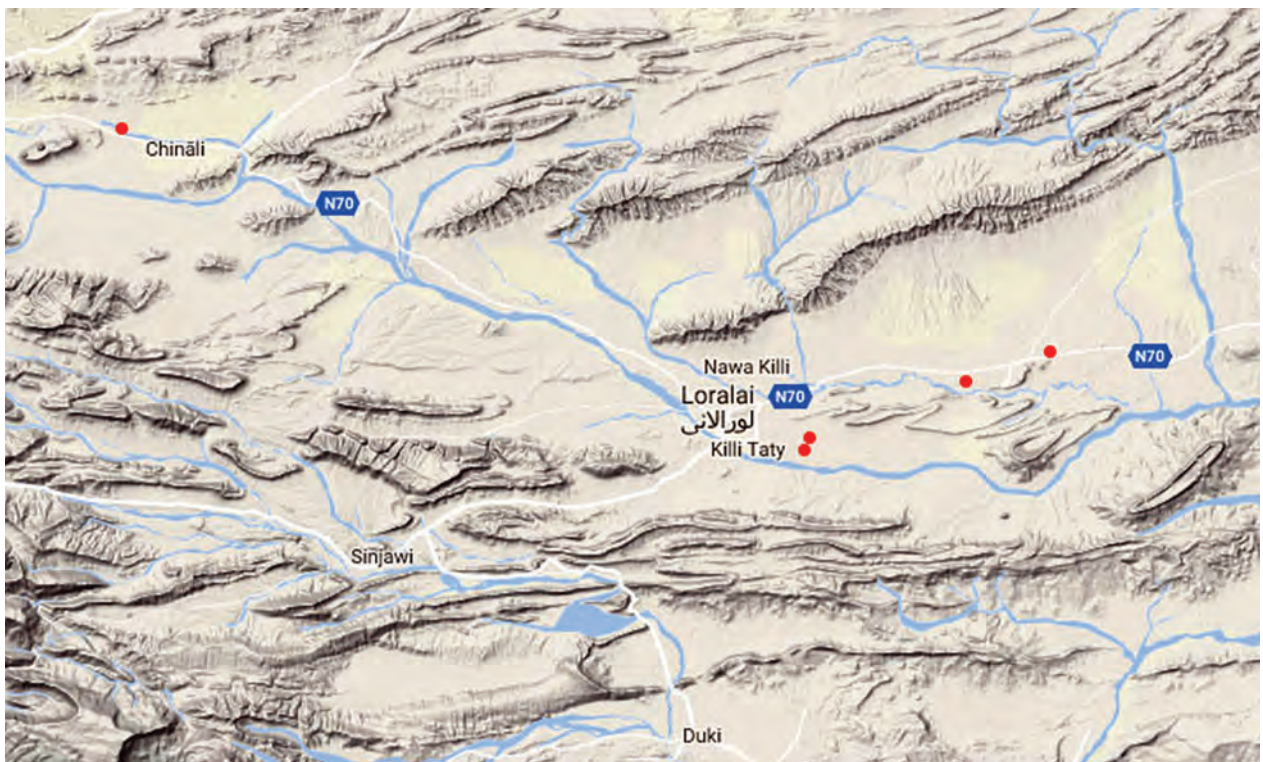 Chināli
N70
Nawa Killi
N70
Loralai
N70
لورالائی
Killi Taty
Sinjawi
Duki